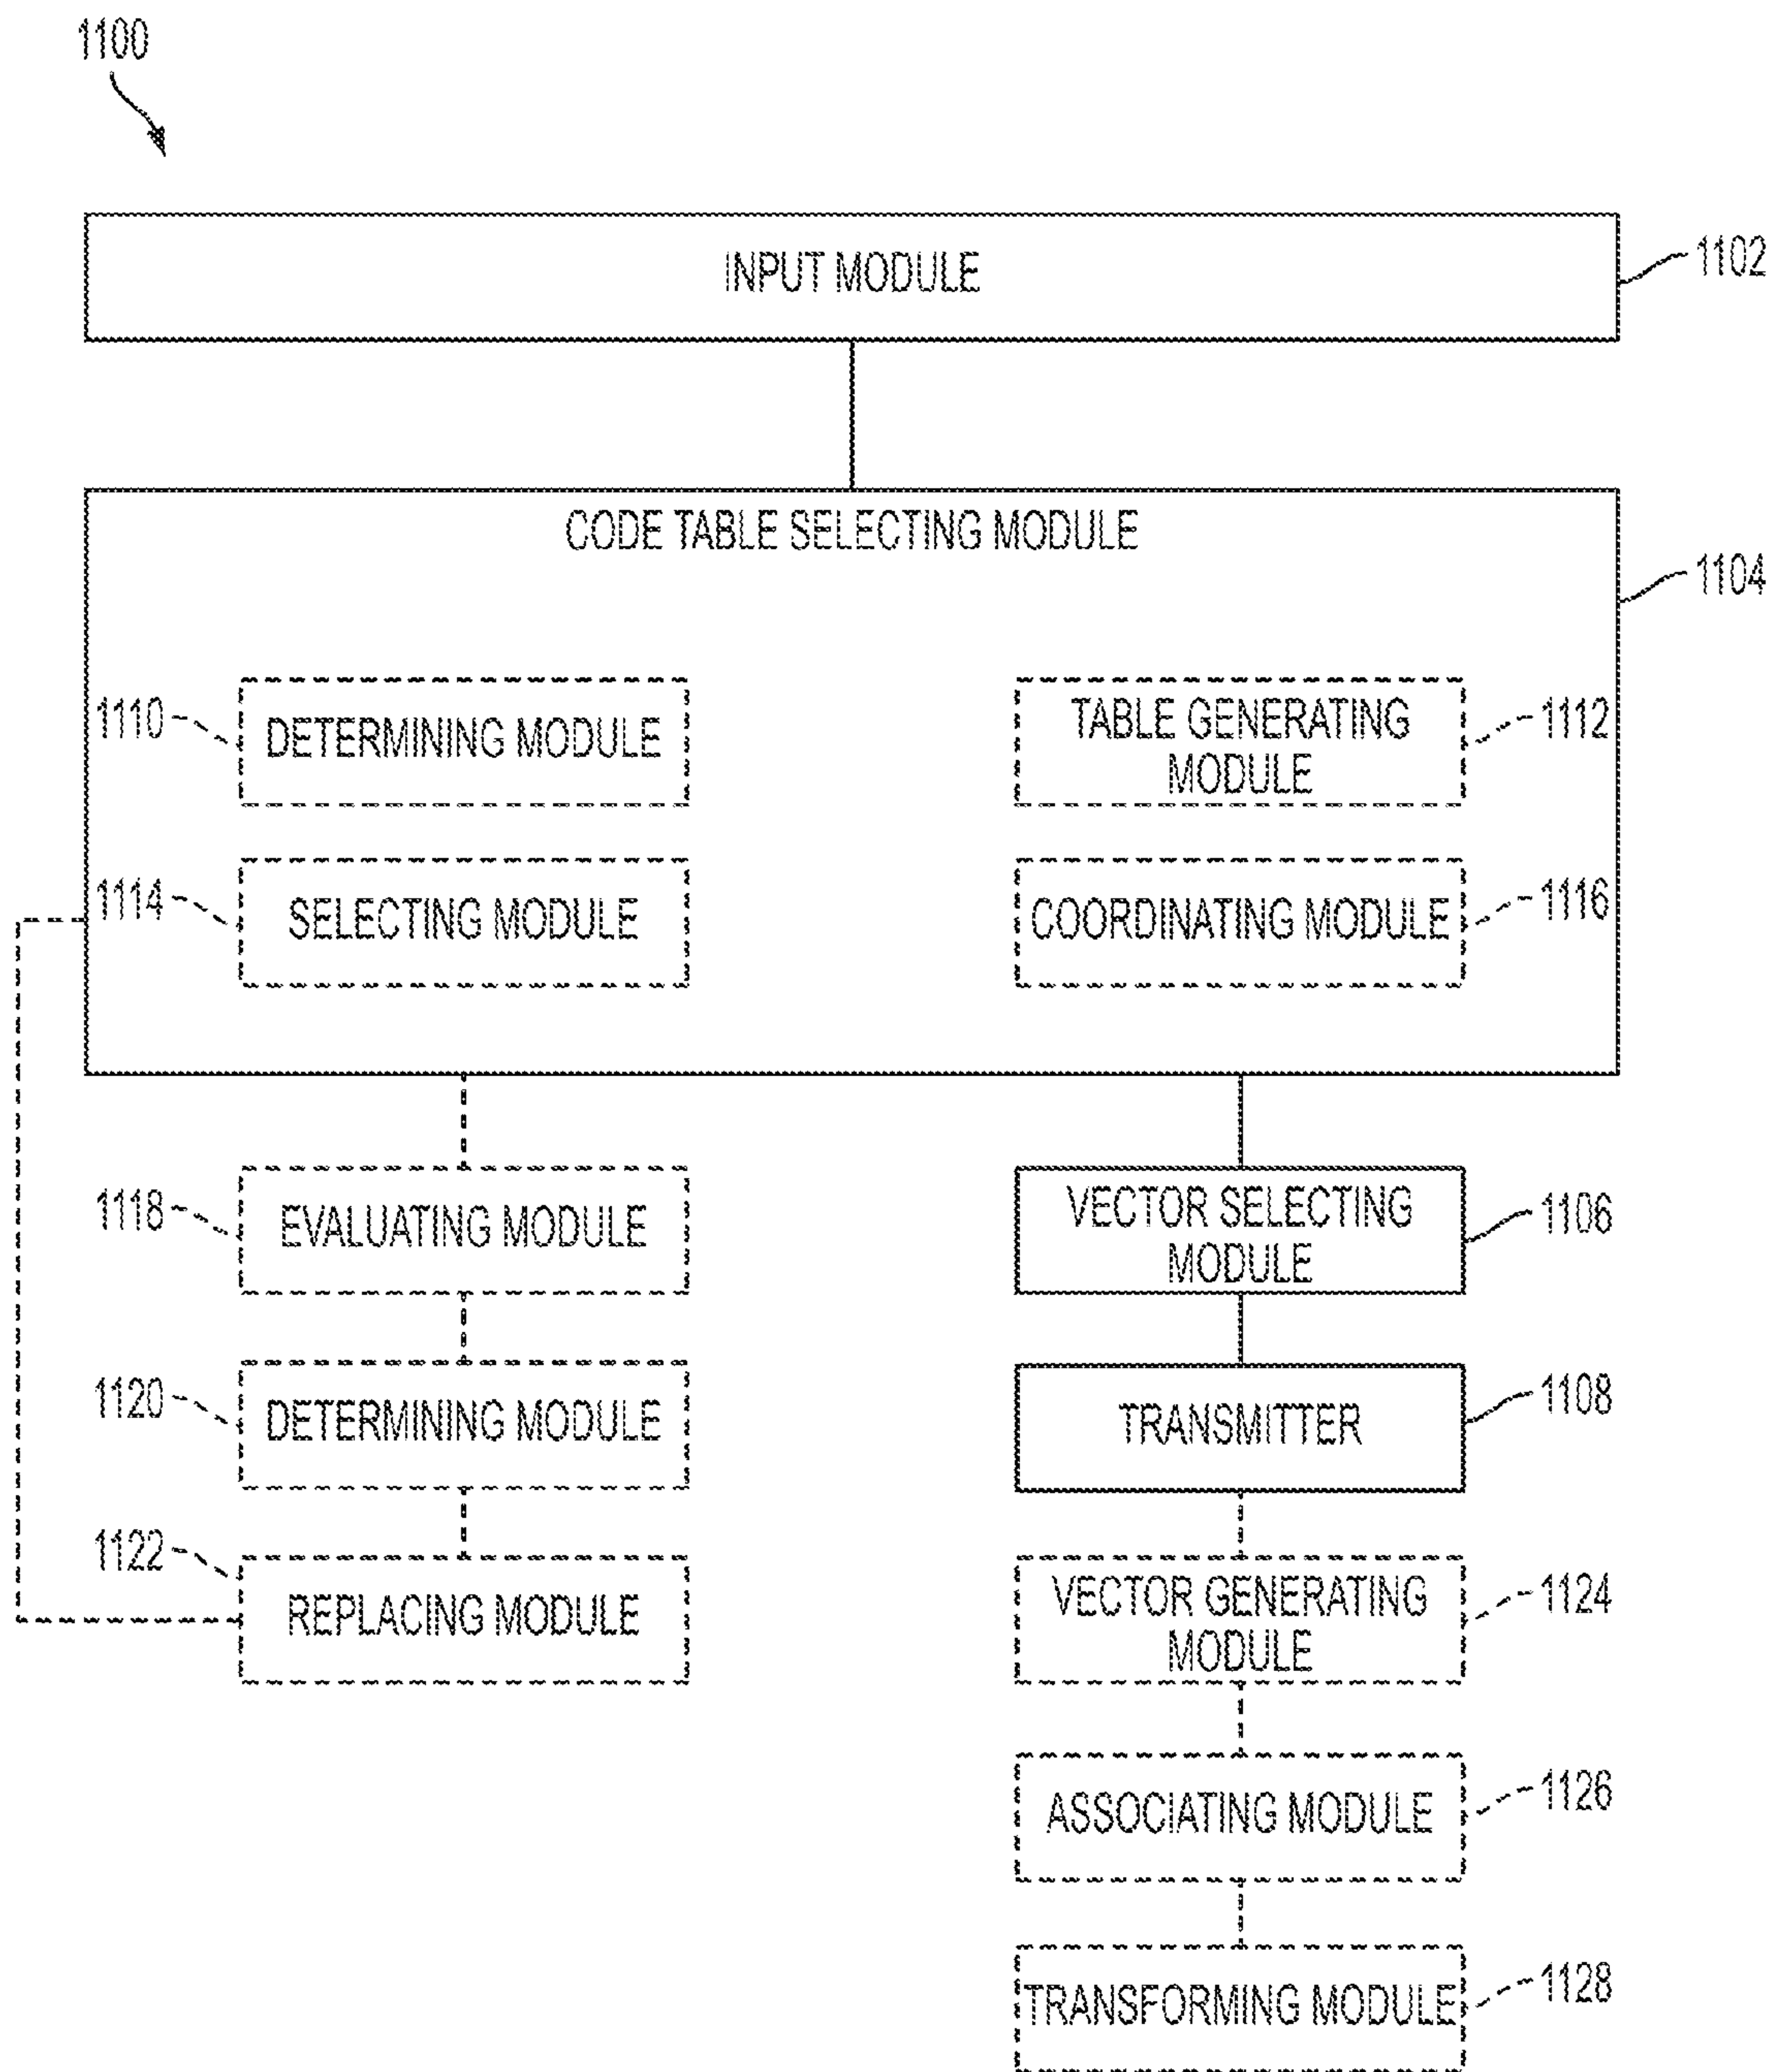 1100
INPUT MODULE
1102
CODE TABLE SELECTING MODULE
1104
1110
DETERMINING MODULE
TABLE GENERATING
MODULE
1112
1114
SELECTING MODULE
COORDINATING MODULE
1116
1118
EVALUATING MODULE
VECTOR SELECTING
MODULE
1106
1120
DETERMINING MODULE
TRANSMITTER
1108
1122
REPLACING MODULE
VECTOR GENERATING
MODULE
1124
ASSOCIATING MODULE
1126
TRANSFORMING MODULE
1128